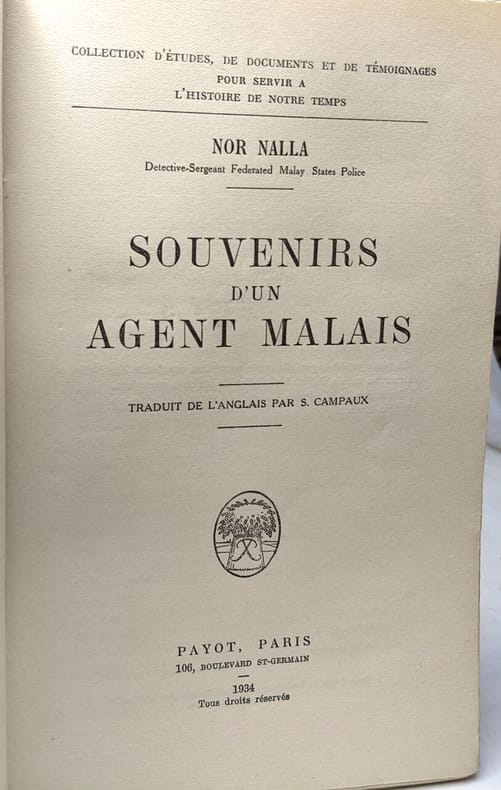 COLLECTION D'ÉTUDES, DE DOCUMENTS ET DE TÉMOIGNAGES
POUR SERVIR A
L'HISTOIRE DE NOTRE TEMPS
NOR NALLA
Detective-Sergeant Federated Malay States Police
SOUVENIRS
D'UN
AGENT MALAIS
TRADUIT DE L'ANGLAIS PAR S. CAMPAUX
PAYOT, PARIS
106, BOULEVARD ST-GERMAIN
1934
Tous droits réservés